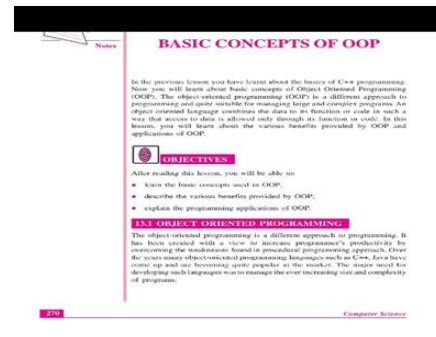 Notes
BASIC CONCEPTS OF OOP
In the previous lesson you have learnt about the basics of C++ programming.
Now you will learn about basic concepts of Object Oriented Programming
(OOP). The object-oriented programming (OOP) is a different approach to
programming and quite suitable for managing large and complex programs. An
object oriented language combines the data to its function or code in such a
way that access to data is allowed only through its function or code. In this
lesson, you will learn about the various benefits provided by OOP and
applications of OOP.
OBJECTIVES
After reading this lesson, you will be able to:
• learn the basic concepts used in OOP;
• describe the various benefits provided by OOP;
• explain the programming applications of OOP.
13.1 OBJECT ORIENTED PROGRAMMING
The object-oriented programming is a different approach to programming. It
has been created with a view to increase programmer's productivity by
overcoming the weaknesses found in procedural programming approach. Over
the years many object-oriented programming languages such as C++, Java have
come up and are becoming quite popular in the market. The major need for
developing such languages was to manage the ever-increasing size and complexity
of programs.
270
Computer Science